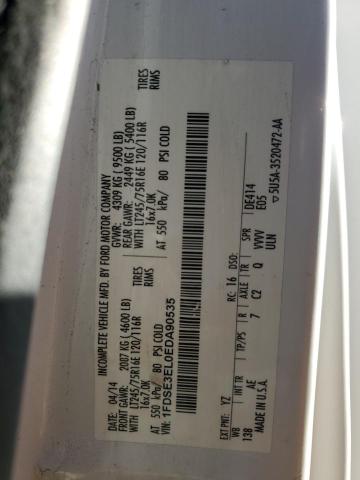 INCOMPLETE VEHICLE MFD. BY FORD MOTOR COMPANY
04/14 GVWR: 4309 KG (9500 LB)
FRONT GAWR: 2087 KG (4600 LB) REAR GAWR: 2449 KG (5400 LB)
WITH LT245/75R16E 120/116R TIRES WITH LT245/75R16E 120/116R TIRES
16x7.0K RIMS 16x7.0K RIMS
AT 550 kPa/ 80 PSI COLD AT 550 kPa/ 80 PSI COLD
VIN: 1FDSE3EL0EDA90535
EXT PNT: YZ RC: 16 DSO: DE414
WB INT TR TP/PS R AXLE TR SPR EOS
138 AE 7 C2 Q VVVV
ULN
MADE IN U.S.A. ▽5U5A-3520472-AA